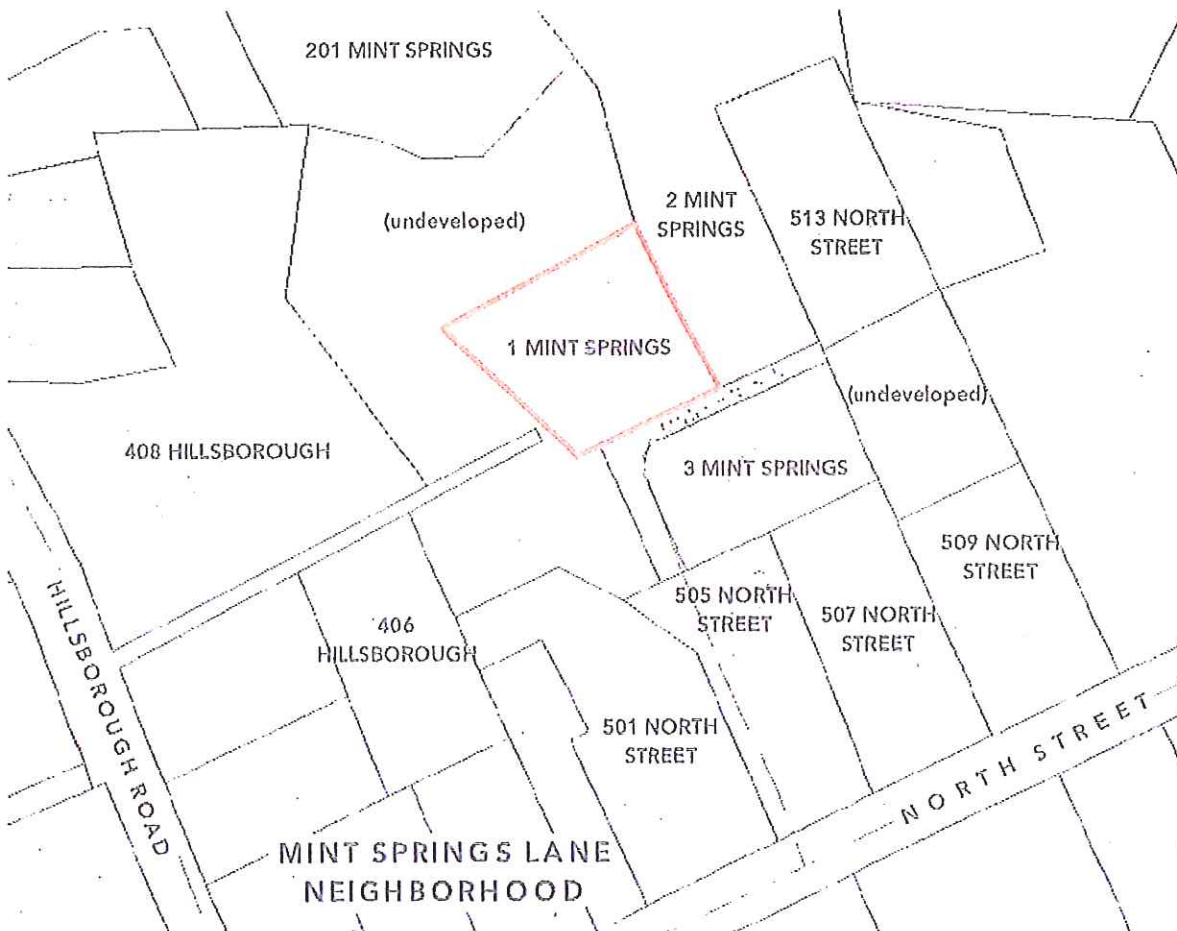 201 MINT SPRINGS
2 MINT
SPRINGS
(undeveloped)
513 NORTH
STREET
1 MINT SPRINGS
(undeveloped)
408 HILLSBOROUGH
3 MINT SPRINGS
509 NORTH
STREET
505 NORTH
STREET
507 NORTH
STREET
406
HILLSBOROUGH
HILLSBOROUGH ROAD
501 NORTH
STREET
NORTH STREET
MINT SPRINGS LANE
NEIGHBORHOOD